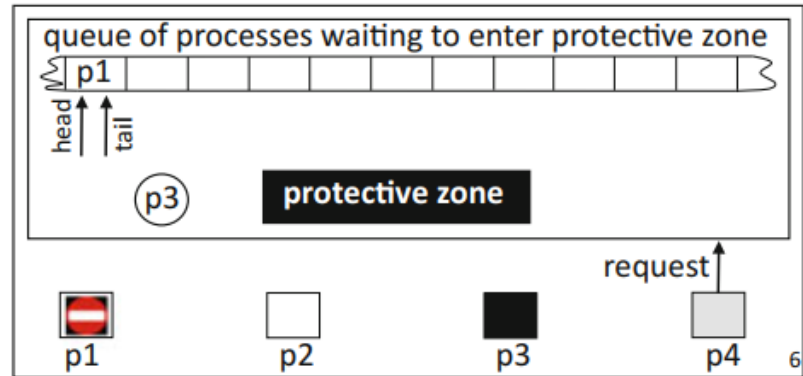 queue of processes waiting to enter protective zone
p1
head
tail
p3
protective zone
request
p1
p2
p3
p4
6